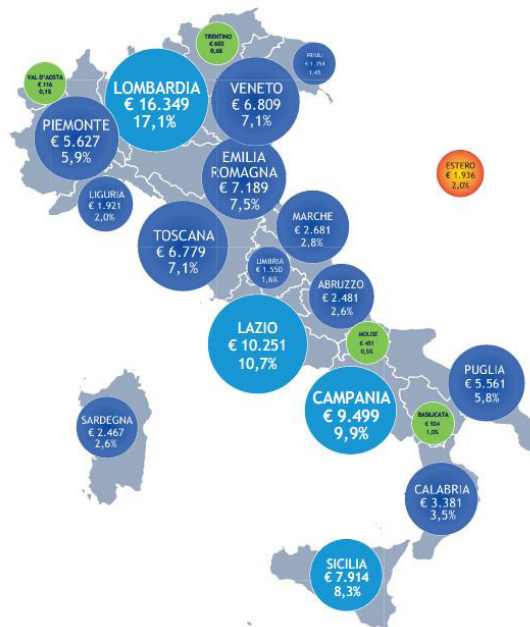 TRENTINO
€ 603
0,6%
FRIULI
€ 1.354
1,4%
VAL D'AOSTA
€ 116
0,1%
LOMBARDIA
€ 16.349
17,1%
VENETO
€ 6.809
7,1%
PIEMONTE
€ 5.627
5,9%
EMILIA
ROMAGNA
€ 7.189
7,5%
ESTERO
€ 1.936
2,0%
LIGURIA
€ 1.921
2,0%
MARCHE
€ 2.681
2,8%
TOSCANA
€ 6.779
7,1%
UMBRIA
€ 1.550
1,6%
ABRUZZO
€ 2.481
2,6%
LAZIO
€ 10.251
10,7%
MOLISE
€ 451
0,5%
PUGLIA
€ 5.561
5,8%
CAMPANIA
€ 9.499
9,9%
BASILICATA
€ 924
1,0%
SARDEGNA
€ 2.467
2,6%
CALABRIA
€ 3.381
3,5%
SICILIA
€ 7.914
8,3%